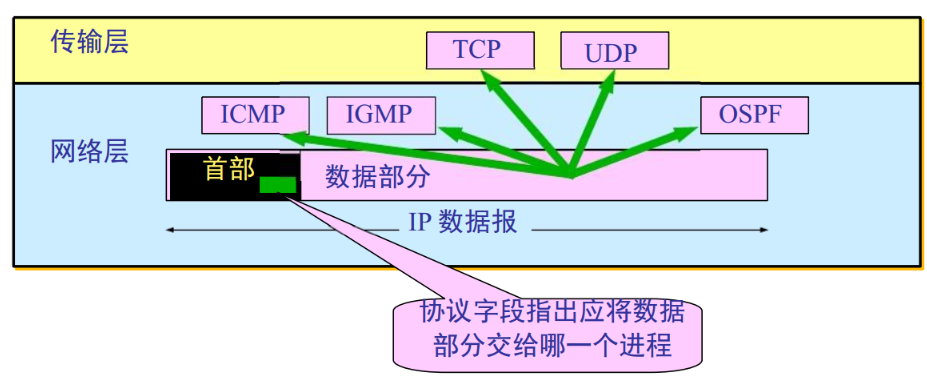 传输层
TCP
UDP
ICMP
IGMP
OSPF
网络层
首部
数据部分
IP 数据报
协议字段指出应将数据
部分交给哪一个进程